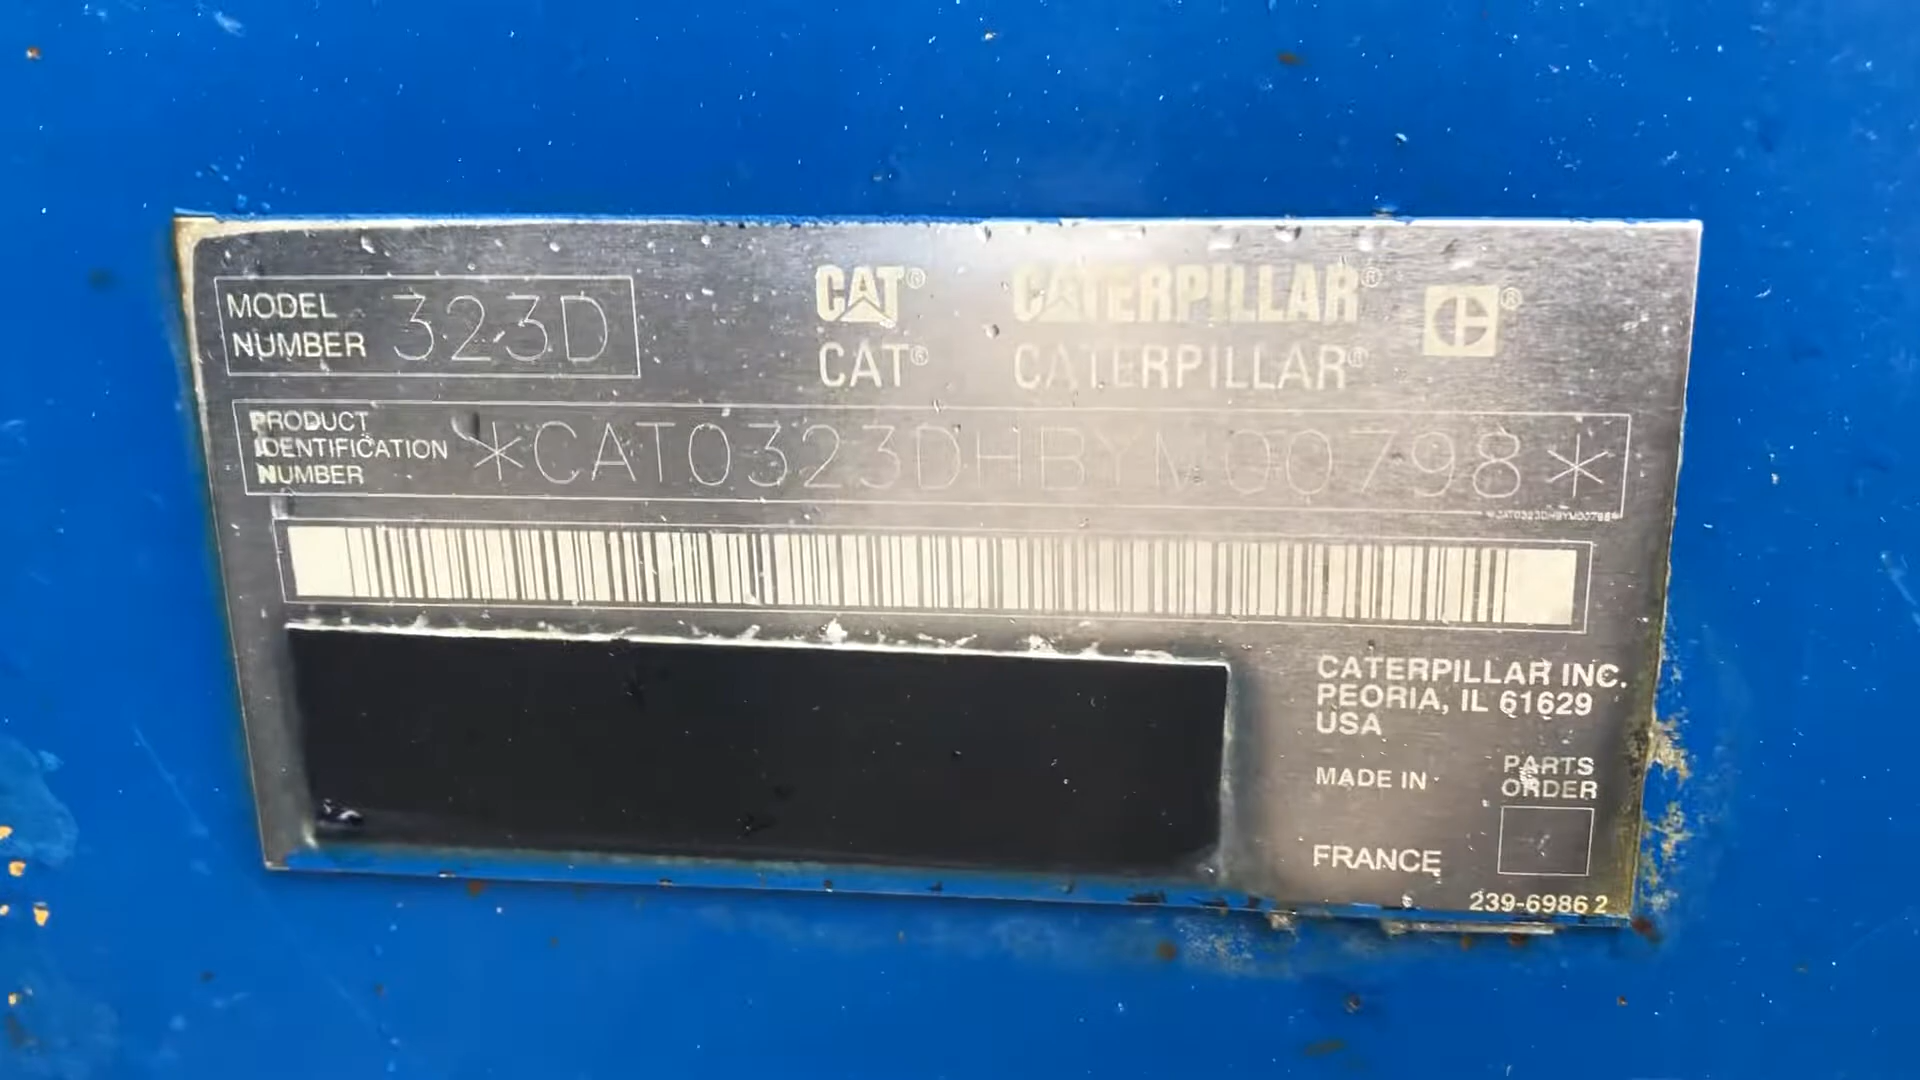 MODEL NUMBER 323D
CAT® CATERPILLAR® ®
CAT® CATERPILLAR®
PRODUCT
IDENTIFICATION
NUMBER
*CAT0323DHBYM00798*
*CAT0323DHBYM00798*
CATERPILLAR INC.
PEORIA, IL 61629
USA
MADE IN
FRANCE
PARTS
ORDER
239-6986 2